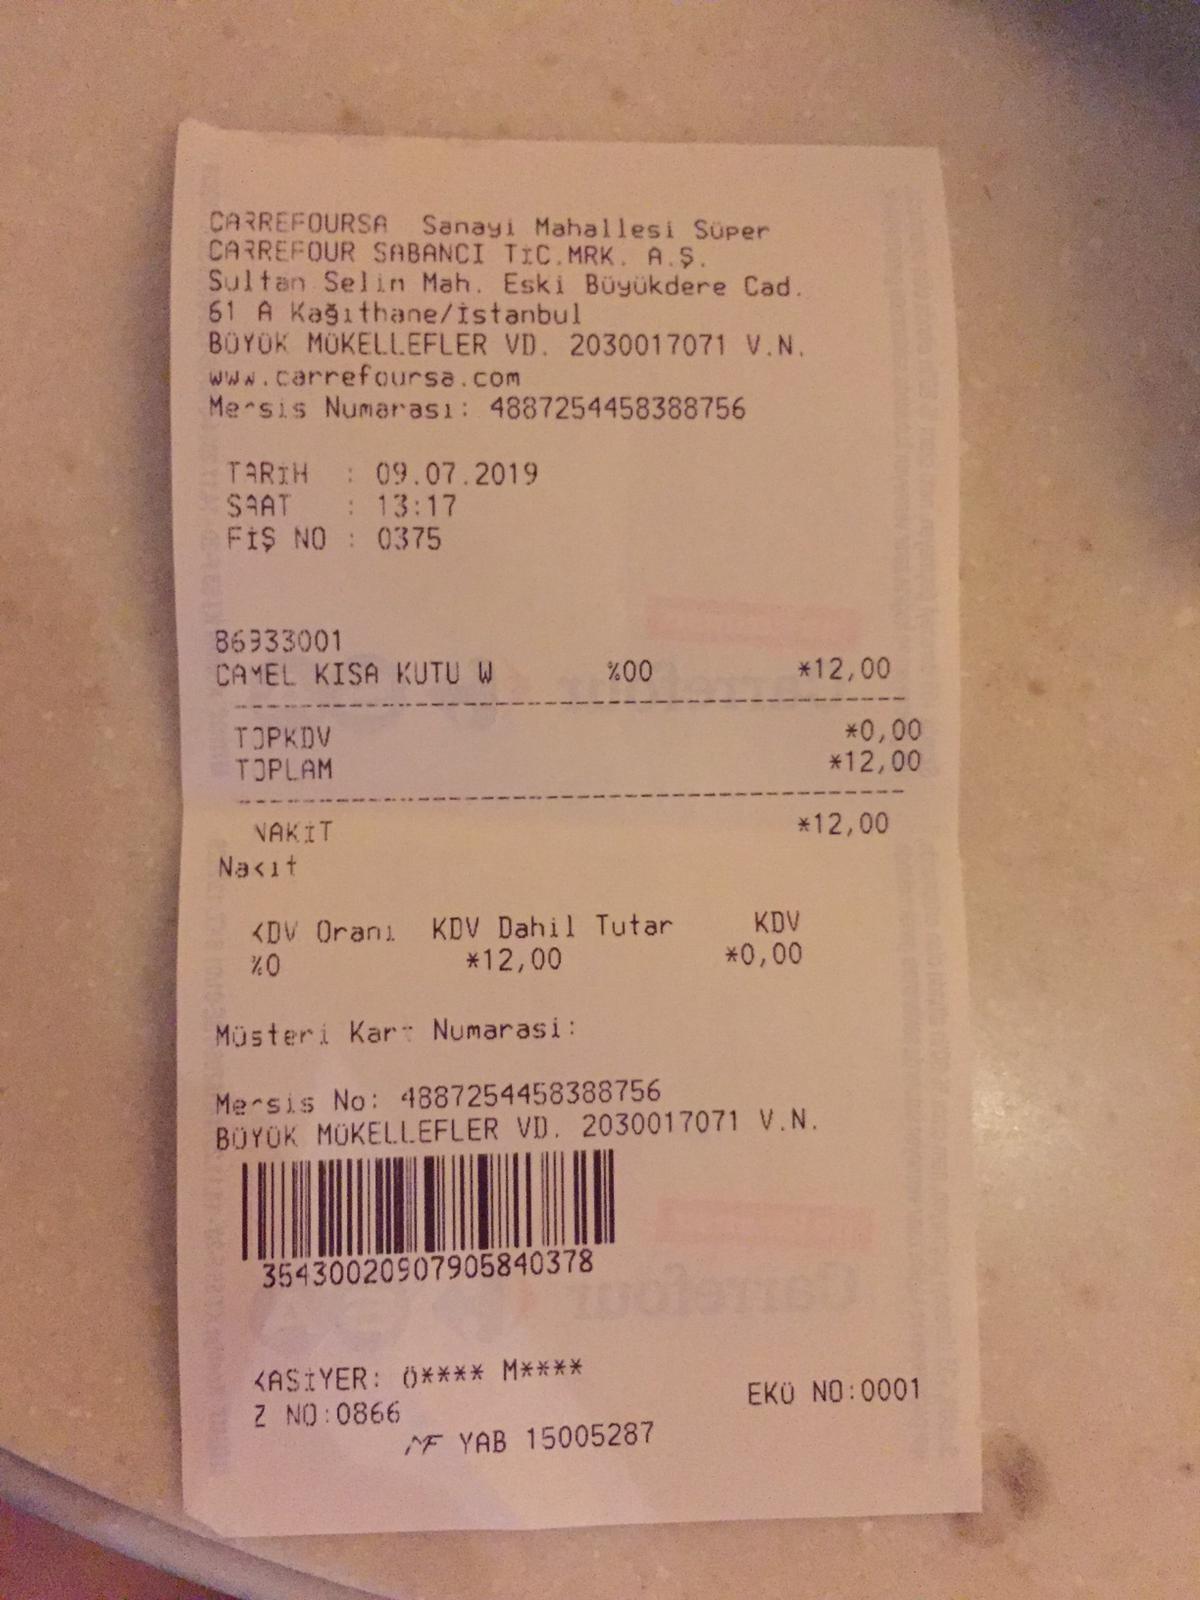 CARREFOURSA Sanayi Mahallesi Süper
CARREFOUR SABANCI TİC.MRK. A.Ş.
Sultan Selim Mah. Eski Büyükdere Cad.
61 A Kağıthane/İstanbul
BÜYÜK MÜKELLEFLER VD. 2030017071 V.N.
www.carrefoursa.com
Mersis Numarası: 4887254458388756
TARİH : 09.07.2019
SAAT : 13:17
FİŞ NO : 0375
86933001
CAMEL KISA KUTU W %00 *12,00
TOPKDV *0,00
TOPLAM *12,00
NAKİT *12,00
Nakit
KDV Oranı KDV Dahil Tutar KDV
%0 *12,00 *0,00
Müsteri Kart Numarasi:
Mersis No: 4887254458388756
BÜYÜK MÜKELLEFLER VD. 2030017071 V.N.
35430020907905840378
KASİYER: Ö**** M****
Z NO:0866 EKÜ NO:0001
MF YAB 15005287